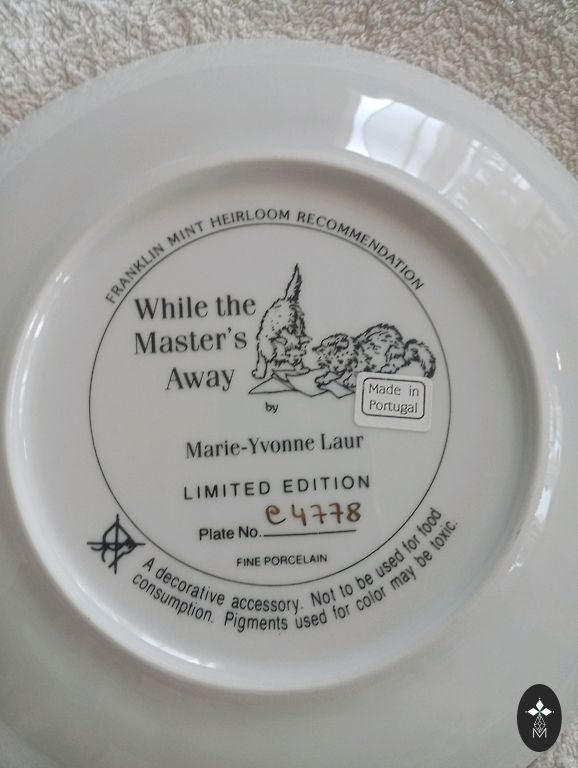 FRANKLIN MINT HEIRLOOM RECOMMENDATION
While the
Master's
Away
by
Made in
Portugal
Marie-Yvonne Laur
LIMITED EDITION
Plate No. C4778
FINE PORCELAIN
A decorative accessory. Not to be used for food
consumption. Pigments used for color may be toxic.
M